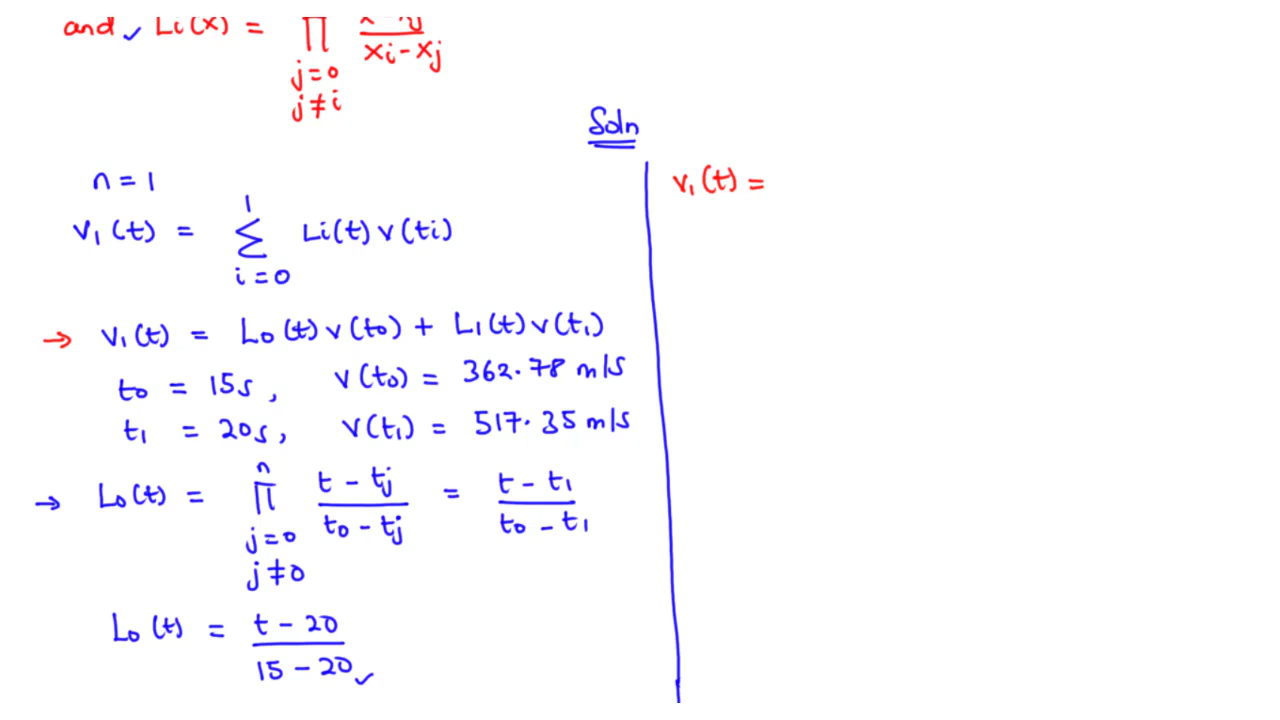 and ✓ Li(x) = ∏ xi - xj
j=0
j≠i
Soln
n = 1
v₁(t) = 1 ∑ i=0 Li(t) v(ti)
→ v₁(t) = L₀(t) v(t₀) + L₁(t) v(t₁)
t₀ = 15s, v(t₀) = 362.78 m/s
t₁ = 20s, v(t₁) = 517.35 m/s
→ L₀(t) = n ∏ j=0 j≠0 (t - tj)/(t₀ - tj) = (t - t₁)/(t₀ - t₁)
L₀(t) = (t - 20)/(15 - 20) ✓
v₁(t) =